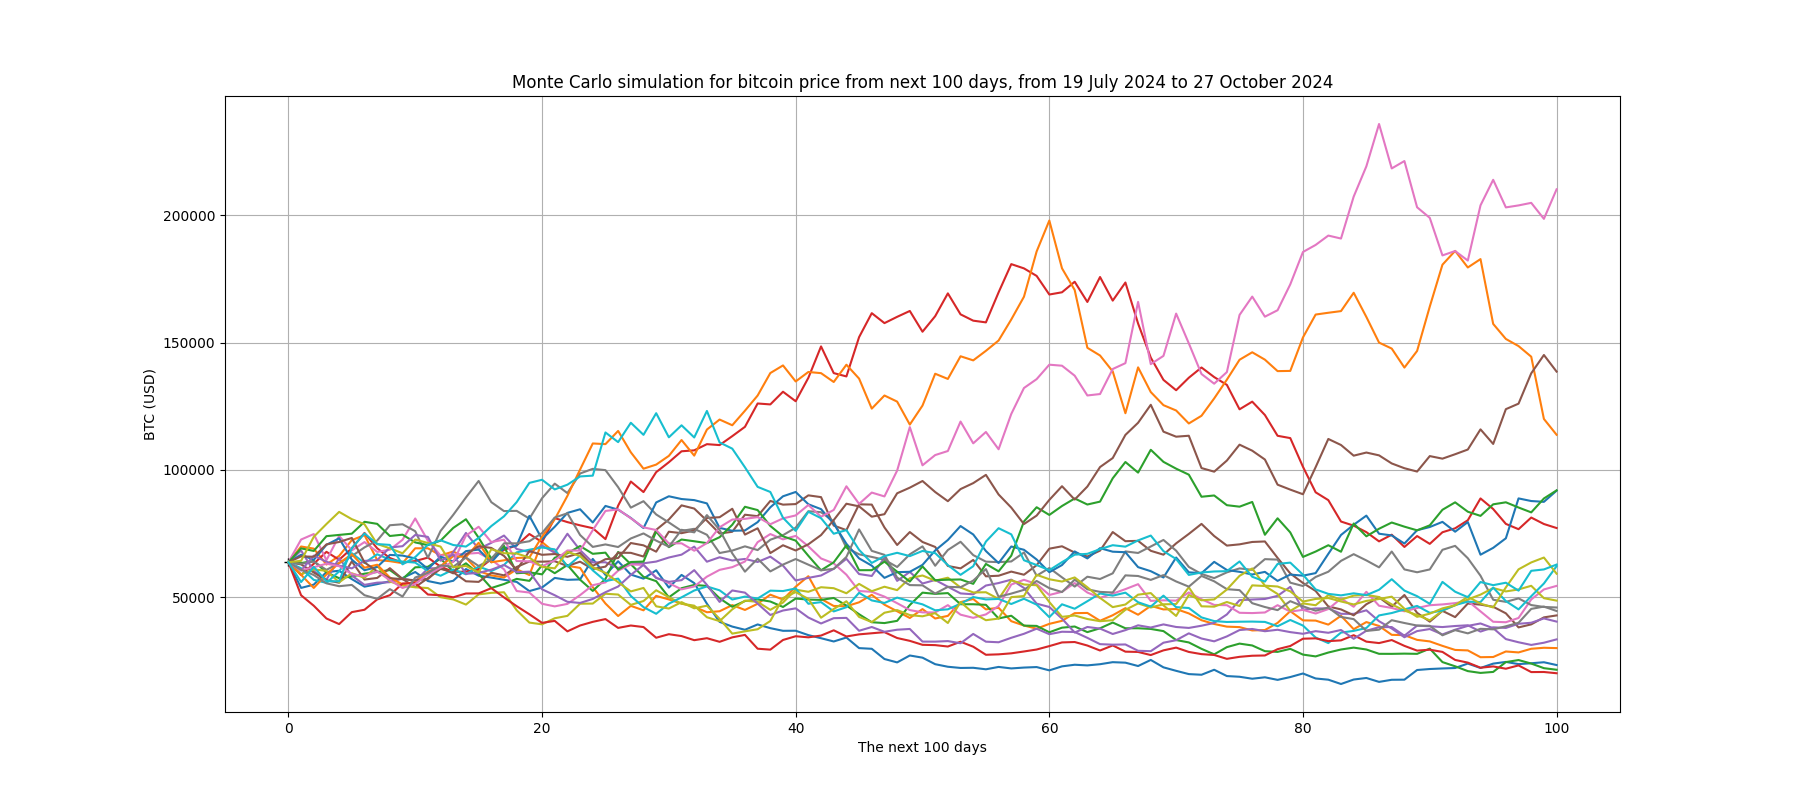 Monte Carlo simulation for bitcoin price from next 100 days, from 19 July 2024 to 27 October 2024
200000
150000
100000
50000
BTC (USD)
0 20 40 60 80 100
The next 100 days